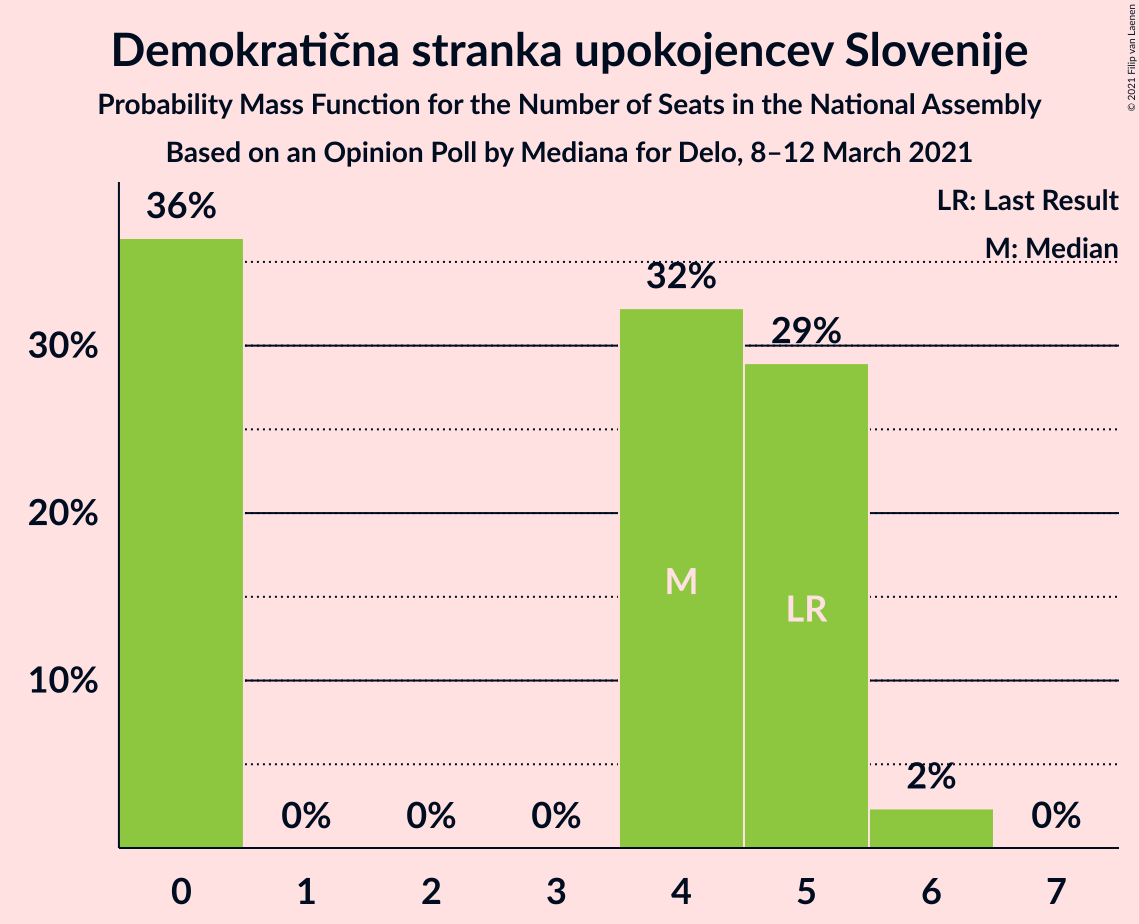 Demokratična stranka upokojencev Slovenije
Probability Mass Function for the Number of Seats in the National Assembly
Based on an Opinion Poll by Mediana for Delo, 8–12 March 2021
© 2021 Filip van Laenen
LR: Last Result
M: Median
36%
32%
29%
30%
20%
M
LR
10%
2%
0%
0%
0%
0%
0 1 2 3 4 5 6 7